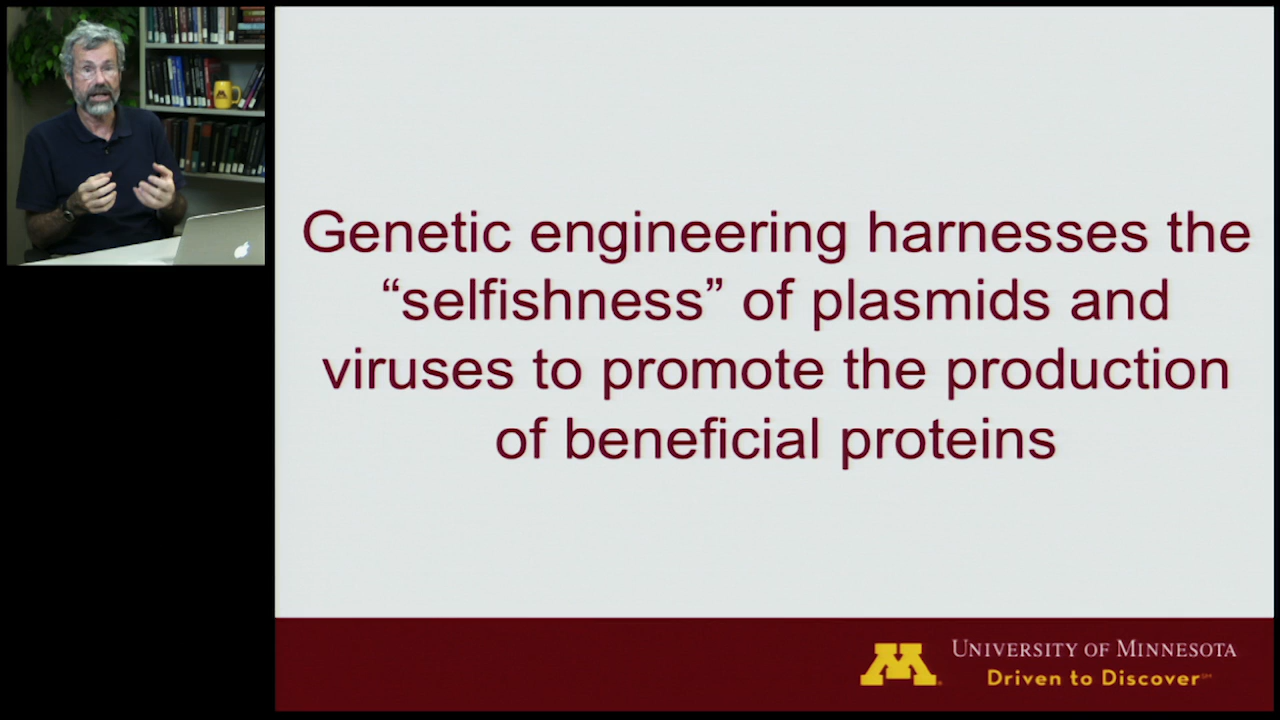 Genetic engineering harnesses the
“selfishness” of plasmids and
viruses to promote the production
of beneficial proteins
M
UNIVERSITY OF MINNESOTA
Driven to Discover℠